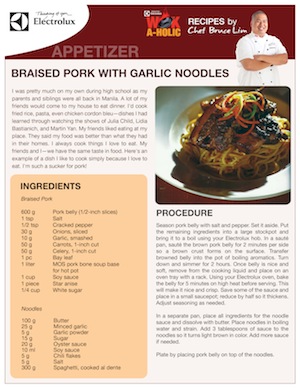 Thinking of you
Electrolux
Electrolux
WOK
A-HOLIC
RECIPES by
Chef Bruce Lim
APPETIZER
BRAISED PORK WITH GARLIC NOODLES
I was pretty much on my own during high school as my
parents and siblings were all back in Manila. A lot of my
friends would come to my house to eat dinner. I'd cook
fried rice, pasta, even chicken cordon bleu—dishes I had
learned through watching the shows of Julia Child, Lidia
Bastianich, and Martin Yan. My friends liked eating at my
place. They said my food was better than what they had
in their homes. I always cook things I love to eat. My
friends and I—we have the same taste in food. Here's an
example of a dish I like to cook simply because I love to
eat. I'm such a sucker for pork!
INGREDIENTS
Braised Pork
600 g Pork belly (1/2-inch slices)
1 tsp Salt
1/2 tsp Cracked pepper
30 g Onions, sliced
10 g Garlic, smashed
50 g Carrots, 1-inch cut
50 g Celery, 1-inch cut
1 pc Bay leaf
1 liter MOS pork bone soup base
for hot pot
1 cup Soy sauce
1 piece Star anise
1/4 cup White sugar
Noodles
100 g Butter
25 g Minced garlic
5 g Garlic powder
15 g Sugar
20 g Oyster sauce
10 ml Soy sauce
5 g Chili flakes
5 g Salt
300 g Spaghetti, cooked al dente
PROCEDURE
Season pork belly with salt and pepper. Set it aside. Put
the remaining ingredients into a large stockpot and
bring it to a boil using your Electrolux hob. In a sauté
pan, sauté the brown pork belly for 2 minutes per side
so a brown crust forms on the surface. Transfer
browned belly into the pot of boiling aromatics. Turn
down and simmer for 2 hours. Once belly is nice and
soft, remove from the cooking liquid and place on an
oven tray with a rack. Using your Electrolux oven, bake
the belly for 5 minutes on high heat before serving. This
will make it nice and crisp. Save some of the sauce and
place in a small saucepot; reduce by half so it thickens.
Adjust seasoning as needed.
In a separate pan, place all ingredients for the noodle
sauce and dissolve with butter. Place noodles in boiling
water and strain. Add 3 tablespoons of sauce to the
noodles so it turns light brown in color. Add more sauce
if needed.
Plate by placing pork belly on top of the noodles.